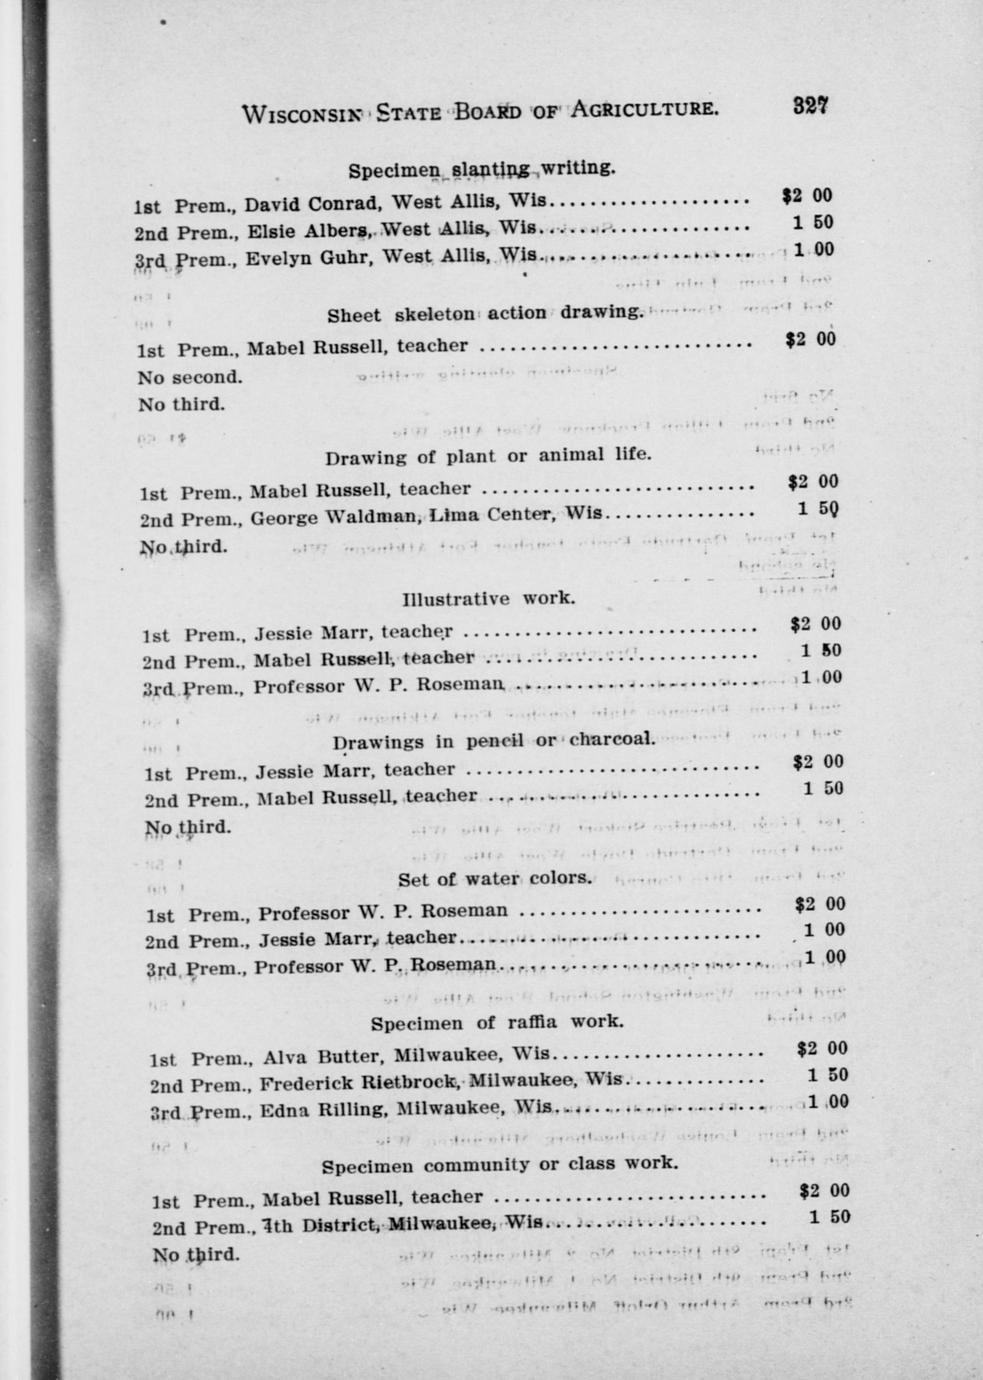 WISCONSIN STATE BOARD OF AGRICULTURE. 327
Specimen slanting writing.
1st Prem., David Conrad, West Allis, Wis.................... $2 00
2nd Prem., Elsie Albers, West Allis, Wis..................... 1 50
3rd Prem., Evelyn Guhr, West Allis, Wis..................... 1 00
Sheet skeleton action drawing.
1st Prem., Mabel Russell, teacher ........................... $2 00
No second.
No third.
Drawing of plant or animal life.
1st Prem., Mabel Russell, teacher ........................... $2 00
2nd Prem., George Waldman, Lima Center, Wis............... 1 50
No third.
Illustrative work.
1st Prem., Jessie Marr, teacher ............................. $2 00
2nd Prem., Mabel Russell, teacher ........................... 1 50
3rd Prem., Professor W. P. Roseman ........................ 1 00
Drawings in pencil or charcoal.
1st Prem., Jessie Marr, teacher ............................. $2 00
2nd Prem., Mabel Russell, teacher ........................... 1 50
No third.
Set of water colors.
1st Prem., Professor W. P. Roseman ........................ $2 00
2nd Prem., Jessie Marr, teacher.............................. 1 00
3rd Prem., Professor W. P. Roseman.......................... 1 00
Specimen of raffia work.
1st Prem., Alva Butter, Milwaukee, Wis..................... $2 00
2nd Prem., Frederick Rietbrock, Milwaukee, Wis.............. 1 50
3rd Prem., Edna Rilling, Milwaukee, Wis..................... 1 00
Specimen community or class work.
1st Prem., Mabel Russell, teacher ........................... $2 00
2nd Prem., 7th District, Milwaukee, Wis...................... 1 50
No third.